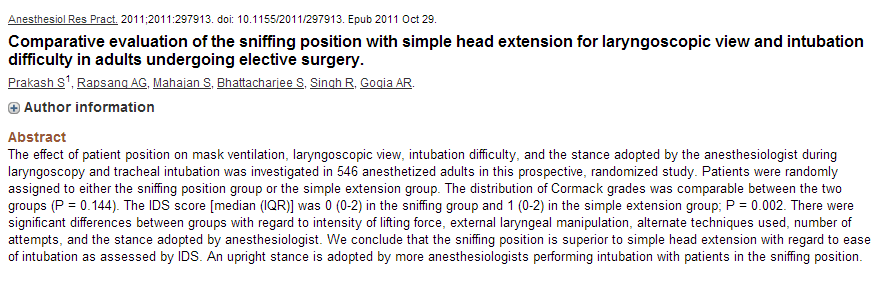 Anesthesiol Res Pract. 2011;2011:297913. doi: 10.1155/2011/297913. Epub 2011 Oct 29.
Comparative evaluation of the sniffing position with simple head extension for laryngoscopic view and intubation
difficulty in adults undergoing elective surgery.
Prakash S1, Rapsang AG, Mahajan S, Bhattacharjee S, Singh R, Gogia AR.
Author information
Abstract
The effect of patient position on mask ventilation, laryngoscopic view, intubation difficulty, and the stance adopted by the anesthesiologist during
laryngoscopy and tracheal intubation was investigated in 546 anesthetized adults in this prospective, randomized study. Patients were randomly
assigned to either the sniffing position group or the simple extension group. The distribution of Cormack grades was comparable between the two
groups (P = 0.144). The IDS score [median (IQR)] was 0 (0-2) in the sniffing group and 1 (0-2) in the simple extension group; P = 0.002. There were
significant differences between groups with regard to intensity of lifting force, external laryngeal manipulation, alternate techniques used, number of
attempts, and the stance adopted by anesthesiologist. We conclude that the sniffing position is superior to simple head extension with regard to ease
of intubation as assessed by IDS. An upright stance is adopted by more anesthesiologists performing intubation with patients in the sniffing position.